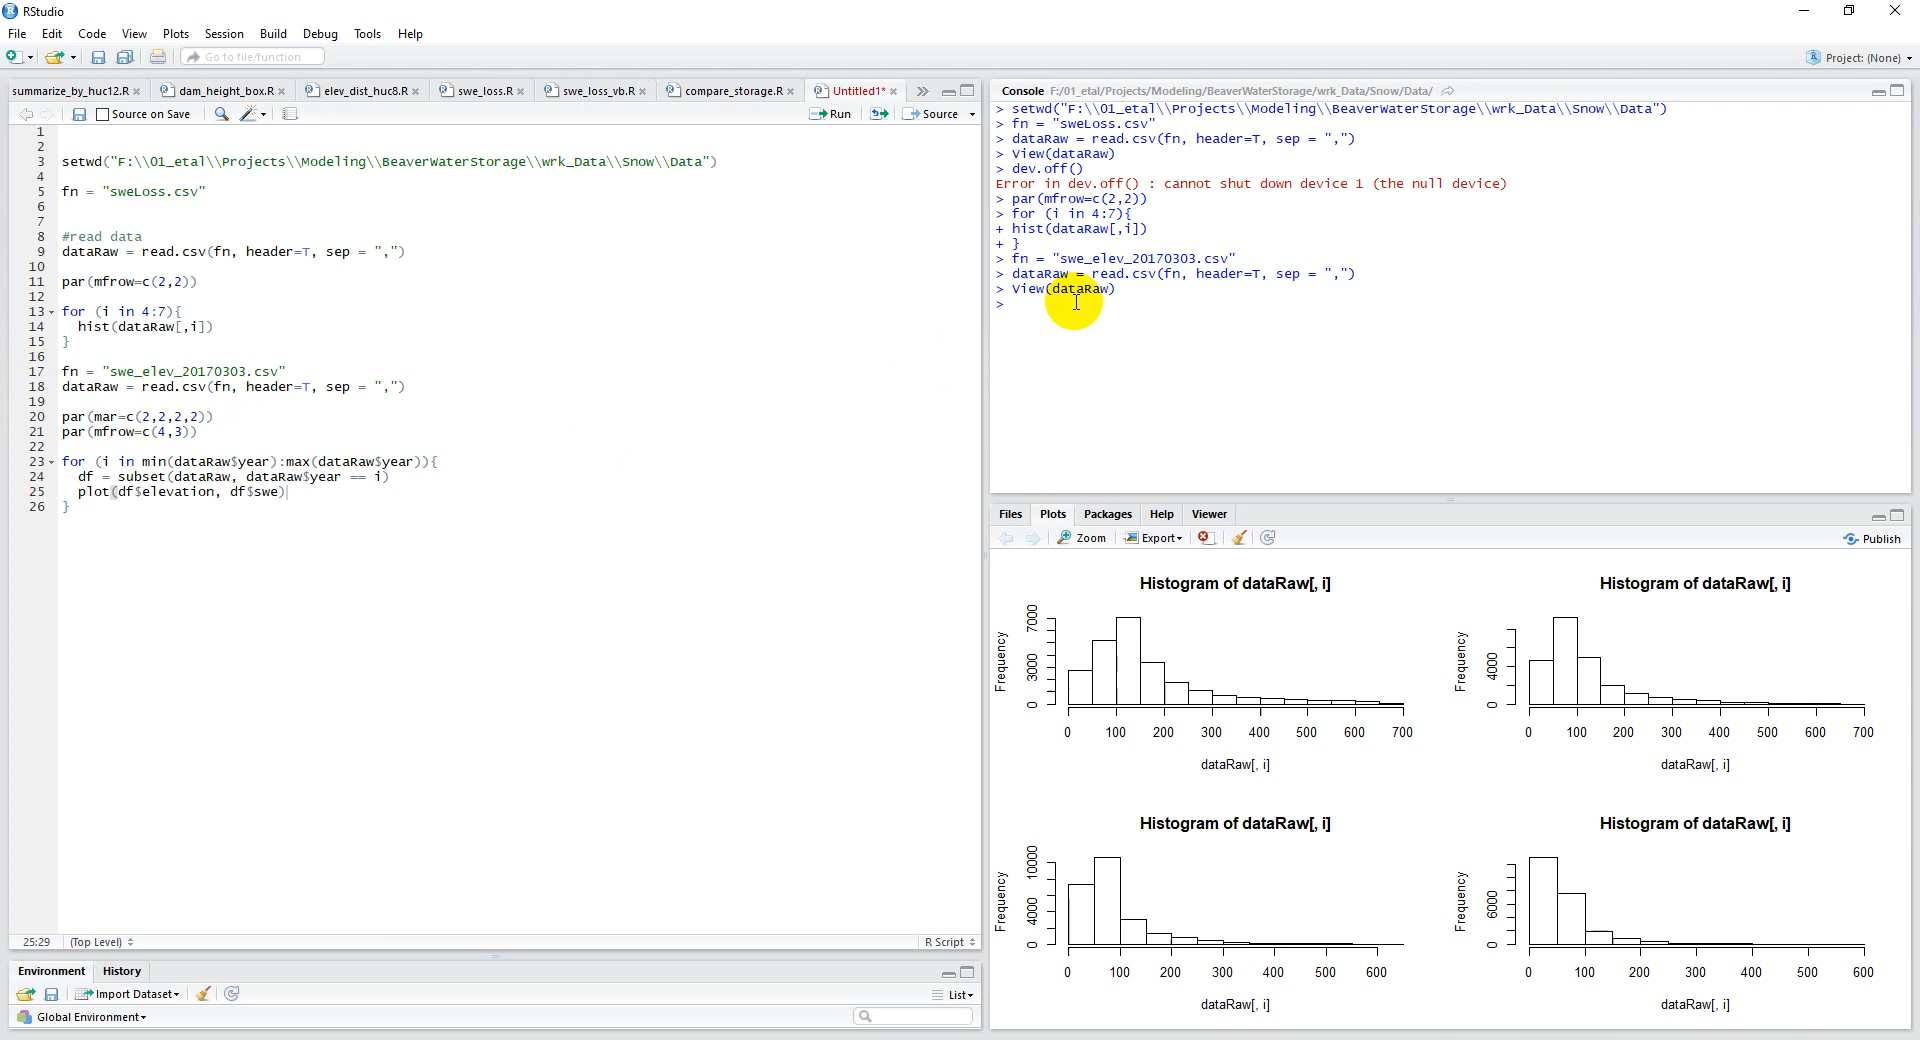 RStudio
File Edit Code View Plots Session Build Debug Tools Help
Go to file/function
Project: (None)
summarize_by_huc12.R dam_height_box.R elev_dist_huc8.R swe_loss.R swe_loss_vb.R compare_storage.R Untitled1*
Source on Save Run Source
1
2
3 setwd("F:\\01_etal\\Projects\\Modeling\\BeaverWaterStorage\\wrk_Data\\Snow\\Data")
4
5 fn = "sweLoss.csv"
6
7
8 #read data
9 dataRaw = read.csv(fn, header=T, sep = ",")
10
11 par(mfrow=c(2,2))
12
13 for (i in 4:7){
14 hist(dataRaw[,i])
15 }
16
17 fn = "swe_elev_20170303.csv"
18 dataRaw = read.csv(fn, header=T, sep = ",")
19
20 par(mar=c(2,2,2,2))
21 par(mfrow=c(4,3))
22
23 for (i in min(dataRaw$year):max(dataRaw$year)){
24 df = subset(dataRaw, dataRaw$year == i)
25 plot(df$elevation, df$swe)
26 }
25:29 (Top Level) R Script
Environment History
Import Dataset List
Global Environment
Console F:/01_etal/Projects/Modeling/BeaverWaterStorage/wrk_Data/Snow/Data/
> setwd("F:\\01_etal\\Projects\\Modeling\\BeaverWaterStorage\\wrk_Data\\Snow\\Data")
> fn = "sweLoss.csv"
> dataRaw = read.csv(fn, header=T, sep = ",")
> View(dataRaw)
> dev.off()
Error in dev.off() : cannot shut down device 1 (the null device)
> par(mfrow=c(2,2))
> for (i in 4:7){
+ hist(dataRaw[,i])
+ }
> fn = "swe_elev_20170303.csv"
> dataRaw = read.csv(fn, header=T, sep = ",")
> View(dataRaw)
>
Files Plots Packages Help Viewer
Zoom Export Publish
Histogram of dataRaw[, i]
Frequency
0 3000 7000
0 100 200 300 400 500 600 700
dataRaw[, i]
Histogram of dataRaw[, i]
Frequency
0 4000
0 100 200 300 400 500 600 700
dataRaw[, i]
Histogram of dataRaw[, i]
Frequency
0 4000 10000
0 100 200 300 400 500 600
dataRaw[, i]
Histogram of dataRaw[, i]
Frequency
0 6000
0 100 200 300 400 500 600
dataRaw[, i]